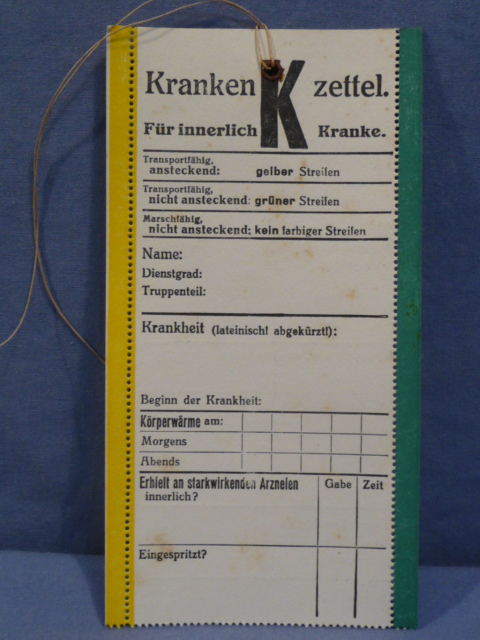 Kranken K zettel.
Für innerlich Kranke.
Transportfähig,
ansteckend: gelber Streifen
Transportfähig,
nicht ansteckend: grüner Streifen
Marschfähig,
nicht ansteckend: kein farbiger Streifen
Name:
Dienstgrad:
Truppenteil:
Krankheit (lateinisch! abgekürzt!):
Beginn der Krankheit:
Körperwärme am:
Morgens
Abends
Erhielt an starkwirkenden Arzneien Gabe Zeit
innerlich?
Eingespritzt?